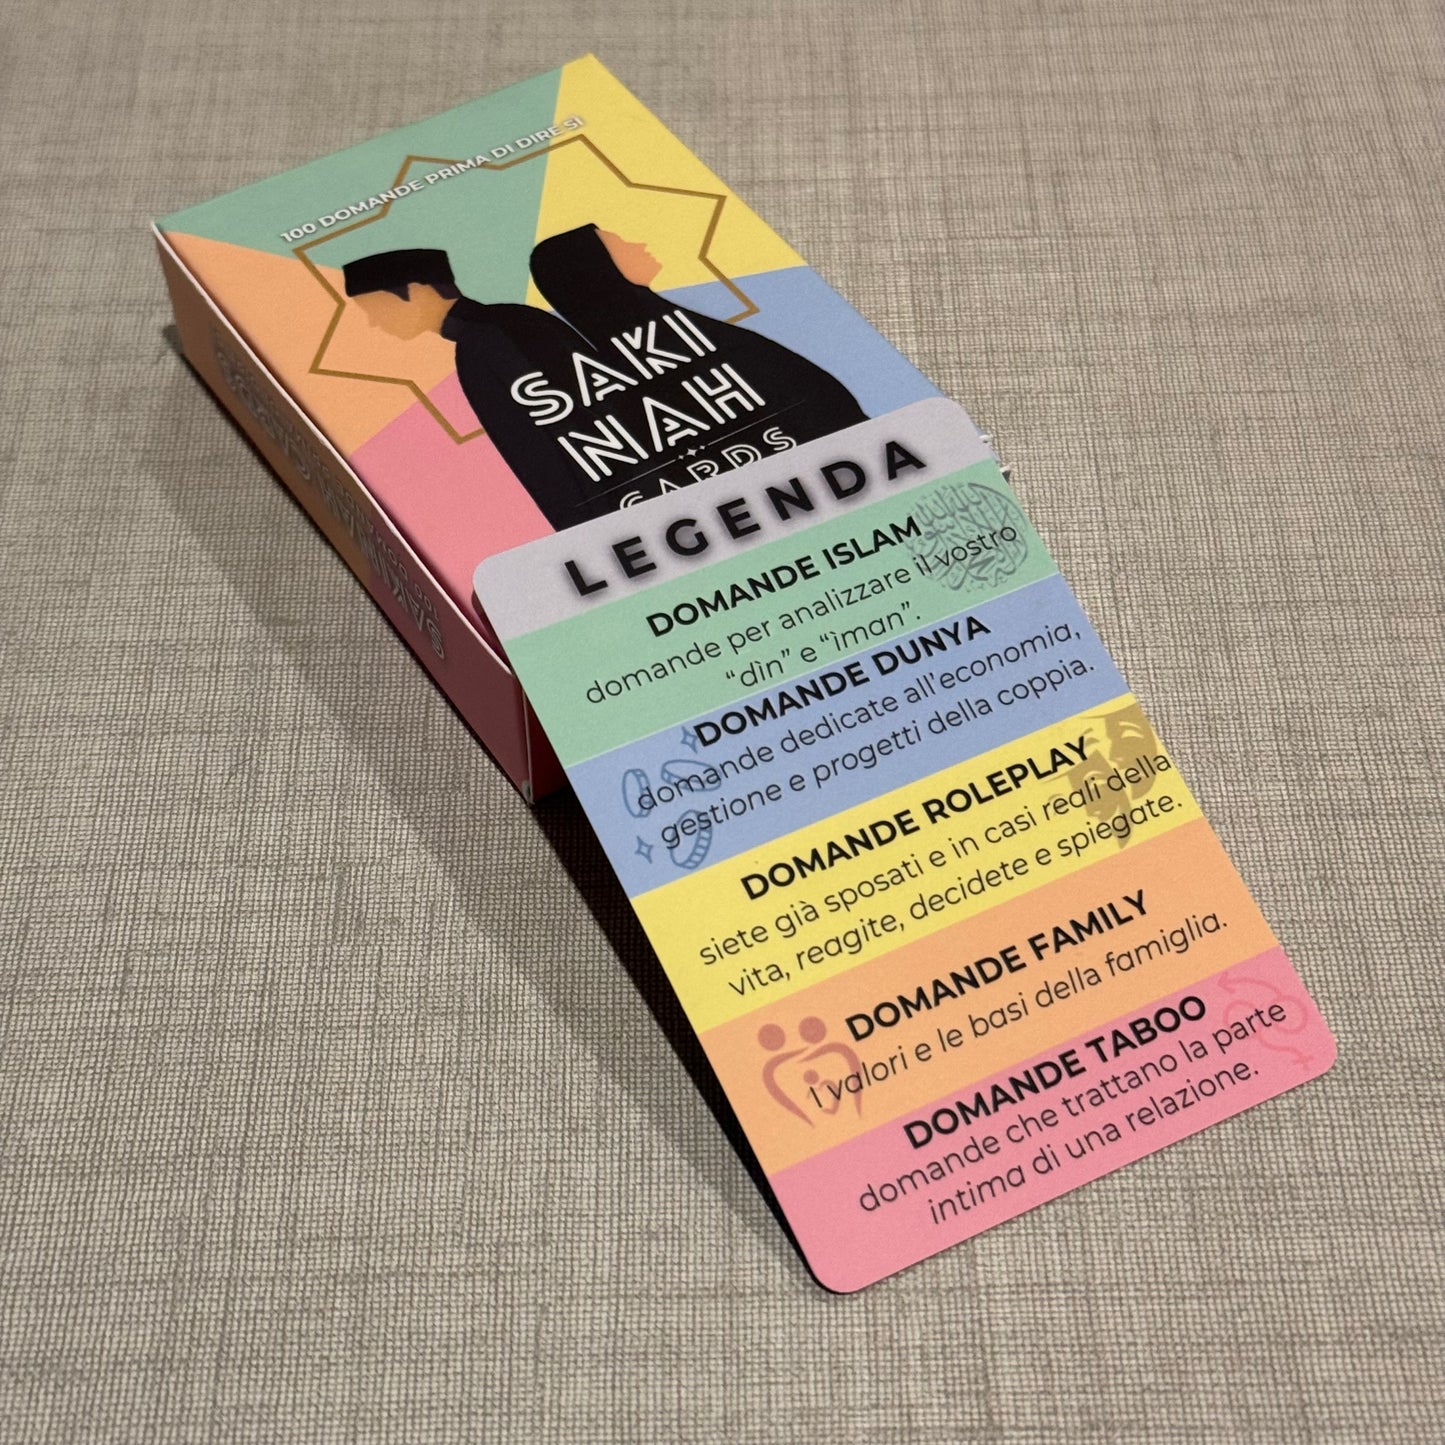 100 DOMANDE PRIMA DI DIRE SÌ
SAKI
NAH
CARDS
LEGENDA
DOMANDE ISLAM
domande per analizzare il vostro
“dìn” e “ìman”.
DOMANDE DUNYA
domande dedicate all’economia,
gestione e progetti della coppia.
DOMANDE ROLEPLAY
siete già sposati e in casi reali della
vita, reagite, decidete e spiegate.
DOMANDE FAMILY
I valori e le basi della famiglia.
DOMANDE TABOO
domande che trattano la parte
intima di una relazione.